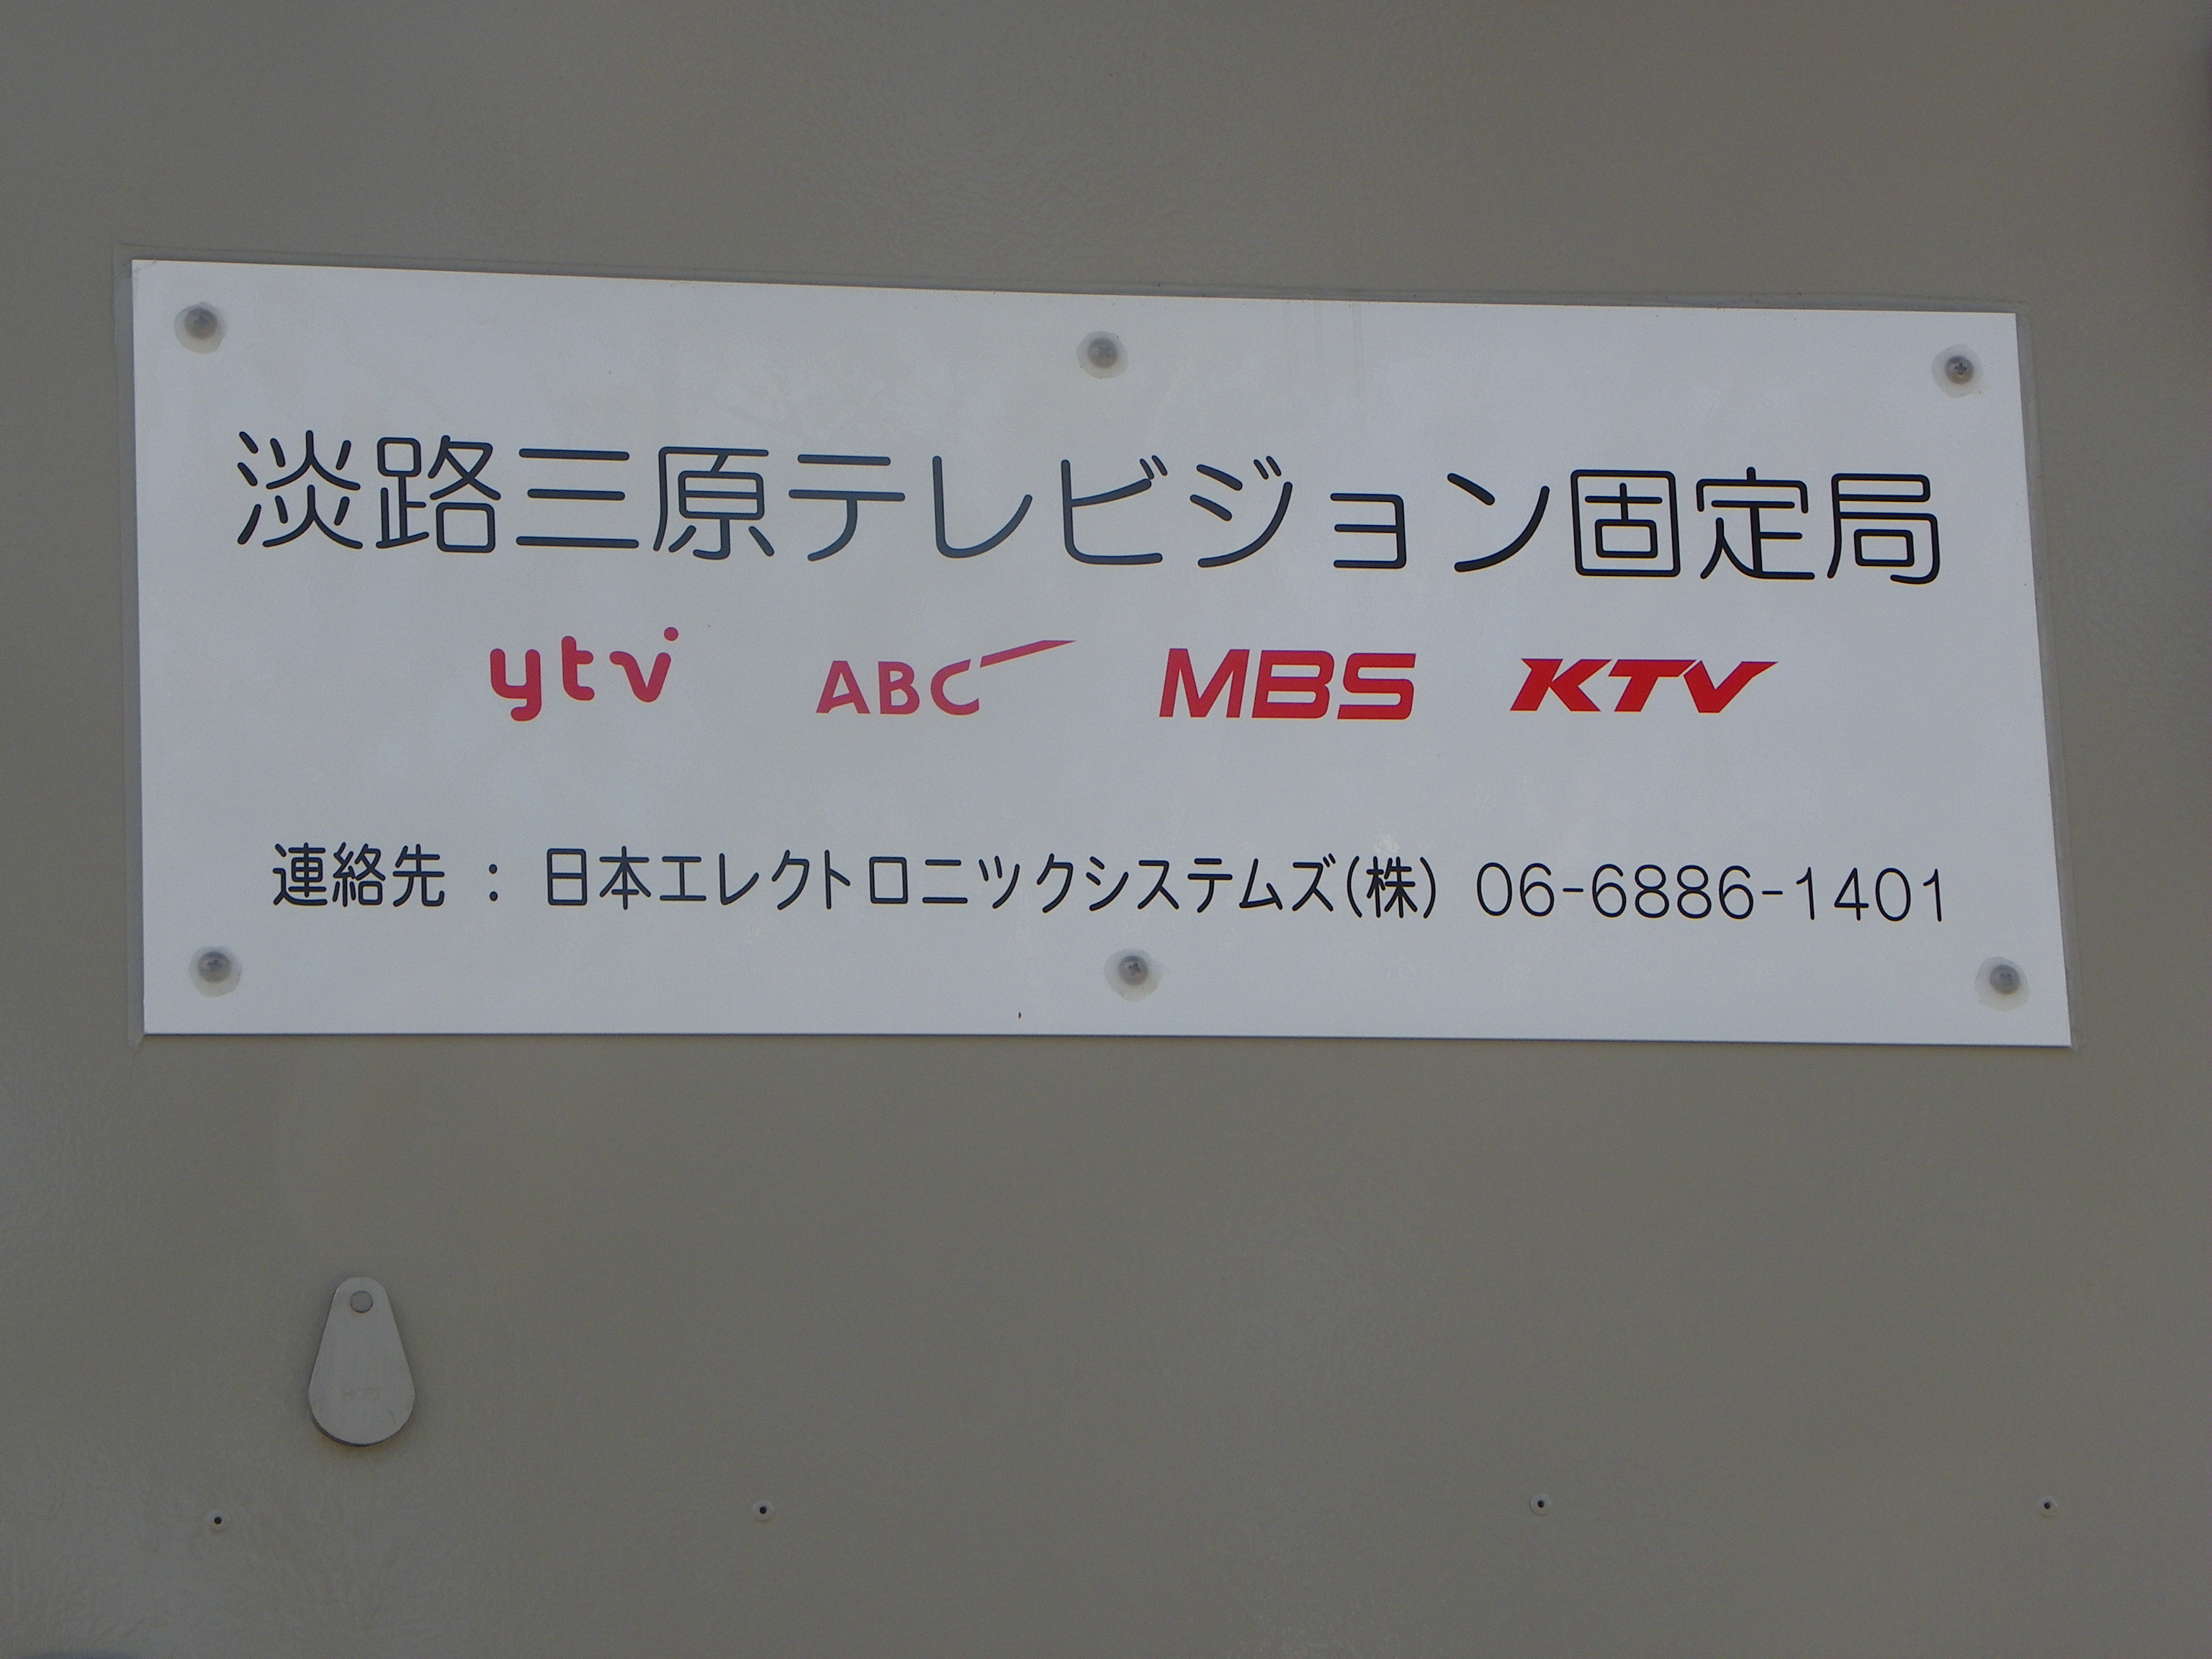 淡路三原テレビジョン固定局
ytv ABC MBS KTV
連絡先 : 日本エレクトロニツクシステムズ(株) 06-6886-1401